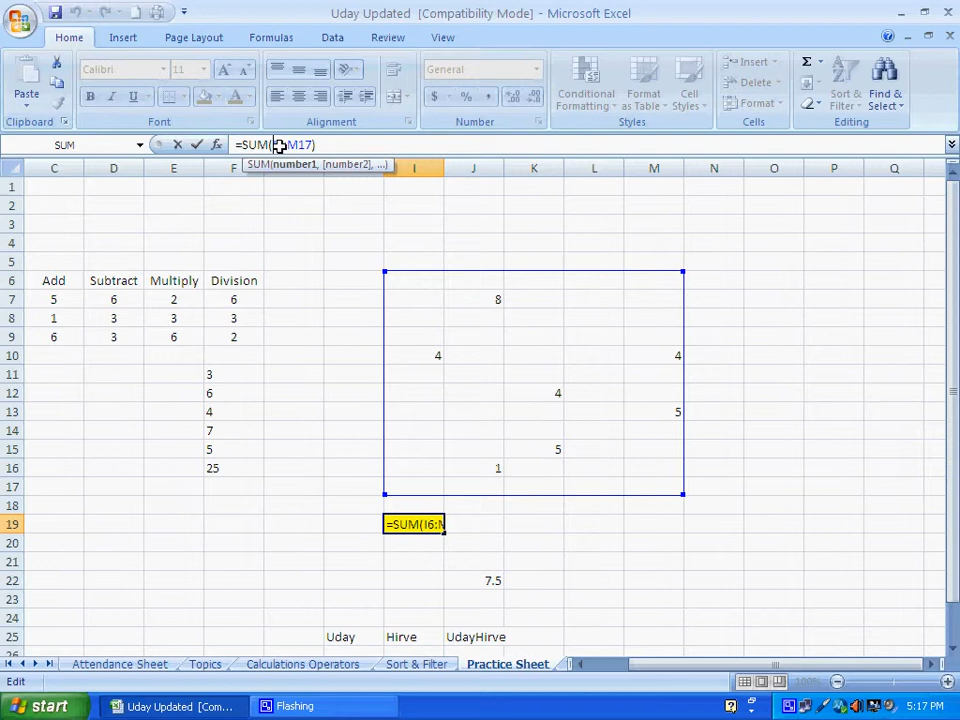 Uday Updated [Compatibility Mode] - Microsoft Excel
Home Insert Page Layout Formulas Data Review View
Paste
Calibri 11
General
Conditional Formatting
Format as Table
Cell Styles
Insert
Delete
Format
Sort & Filter
Find & Select
Clipboard Font Alignment Number Styles Cells Editing
SUM =SUM( M17)
SUM(number1, [number2], ...)
C D E F I J K L M N O P Q
1
2
3
4
5
6 Add Subtract Multiply Division
7 5 6 2 6 8
8 1 3 3 3
9 6 3 6 2
10 4 4
11 3
12 6 4
13 4 5
14 7
15 5 5
16 25 1
17
18
19 =SUM(I6:M
20
21
22 7.5
23
24
25 Uday Hirve UdayHirve
26
Attendance Sheet Topics Calculations Operators Sort & Filter Practice Sheet
Edit 100%
start Uday Updated [Com... Flashing 5:17 PM